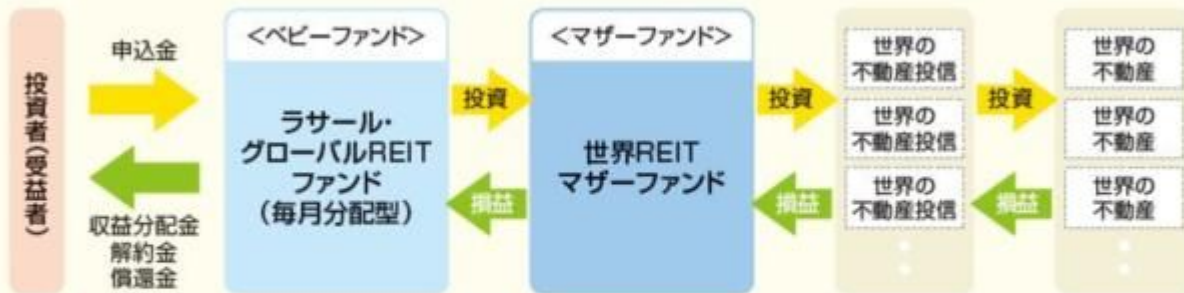 投資者(受益者)
申込金
収益分配金
解約金
償還金
<ベビーファンド>
ラサール・
グローバルREIT
ファンド
(毎月分配型)
投資
損益
<マザーファンド>
世界REIT
マザーファンド
投資
損益
世界の
不動産投信
世界の
不動産投信
世界の
不動産投信
投資
損益
世界の
不動産
世界の
不動産
世界の
不動産